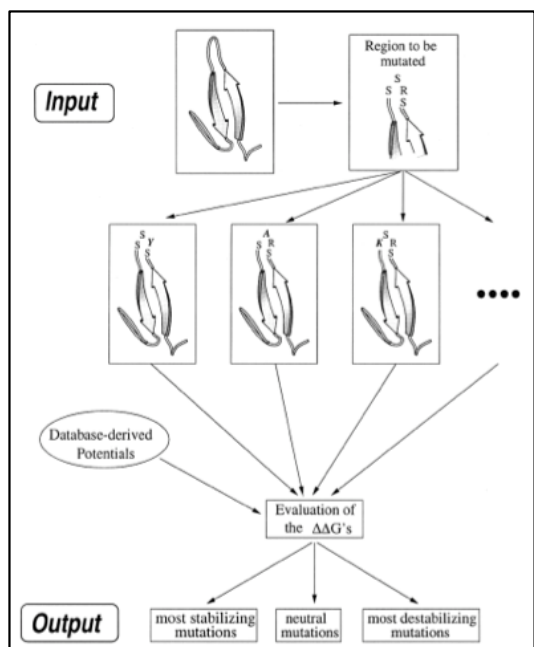 Input
Region to be
mutated
S
S R
S
S
S Y
S
A
S R
S
S
K R
S
....
Database-derived
Potentials
Evaluation of
the ΔΔG's
Output
most stabilizing
mutations
neutral
mutations
most destabilizing
mutations